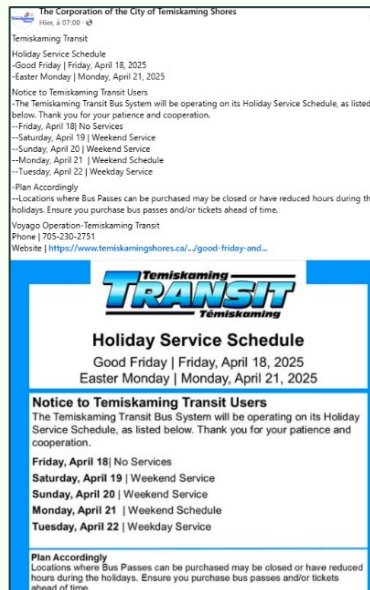 The Corporation of the City of Temiskaming Shores
Hier, à 07:00
Temiskaming Transit
Holiday Service Schedule
-Good Friday | Friday, April 18, 2025
-Easter Monday | Monday, April 21, 2025
Notice to Temiskaming Transit Users
-The Temiskaming Transit Bus System will be operating on its Holiday Service Schedule, as listed
below. Thank you for your patience and cooperation.
--Friday, April 18| No Services
--Saturday, April 19 | Weekend Service
--Sunday, April 20 | Weekend Service
--Monday, April 21 | Weekend Schedule
--Tuesday, April 22 | Weekday Service
-Plan Accordingly
--Locations where Bus Passes can be purchased may be closed or have reduced hours during th
holidays. Ensure you purchase bus passes and/or tickets ahead of time.
Voyago Operation-Temiskaming Transit
Phone | 705-230-2751
Website | https://www.temiskamingshores.ca/.../good-friday-and...
Temiskaming
TRANSIT
Témiskaming
Holiday Service Schedule
Good Friday | Friday, April 18, 2025
Easter Monday | Monday, April 21, 2025
Notice to Temiskaming Transit Users
The Temiskaming Transit Bus System will be operating on its Holiday
Service Schedule, as listed below. Thank you for your patience and
cooperation.
Friday, April 18| No Services
Saturday, April 19 | Weekend Service
Sunday, April 20 | Weekend Service
Monday, April 21 | Weekend Schedule
Tuesday, April 22 | Weekday Service
Plan Accordingly
Locations where Bus Passes can be purchased may be closed or have reduced
hours during the holidays. Ensure you purchase bus passes and/or tickets
ahead of time.